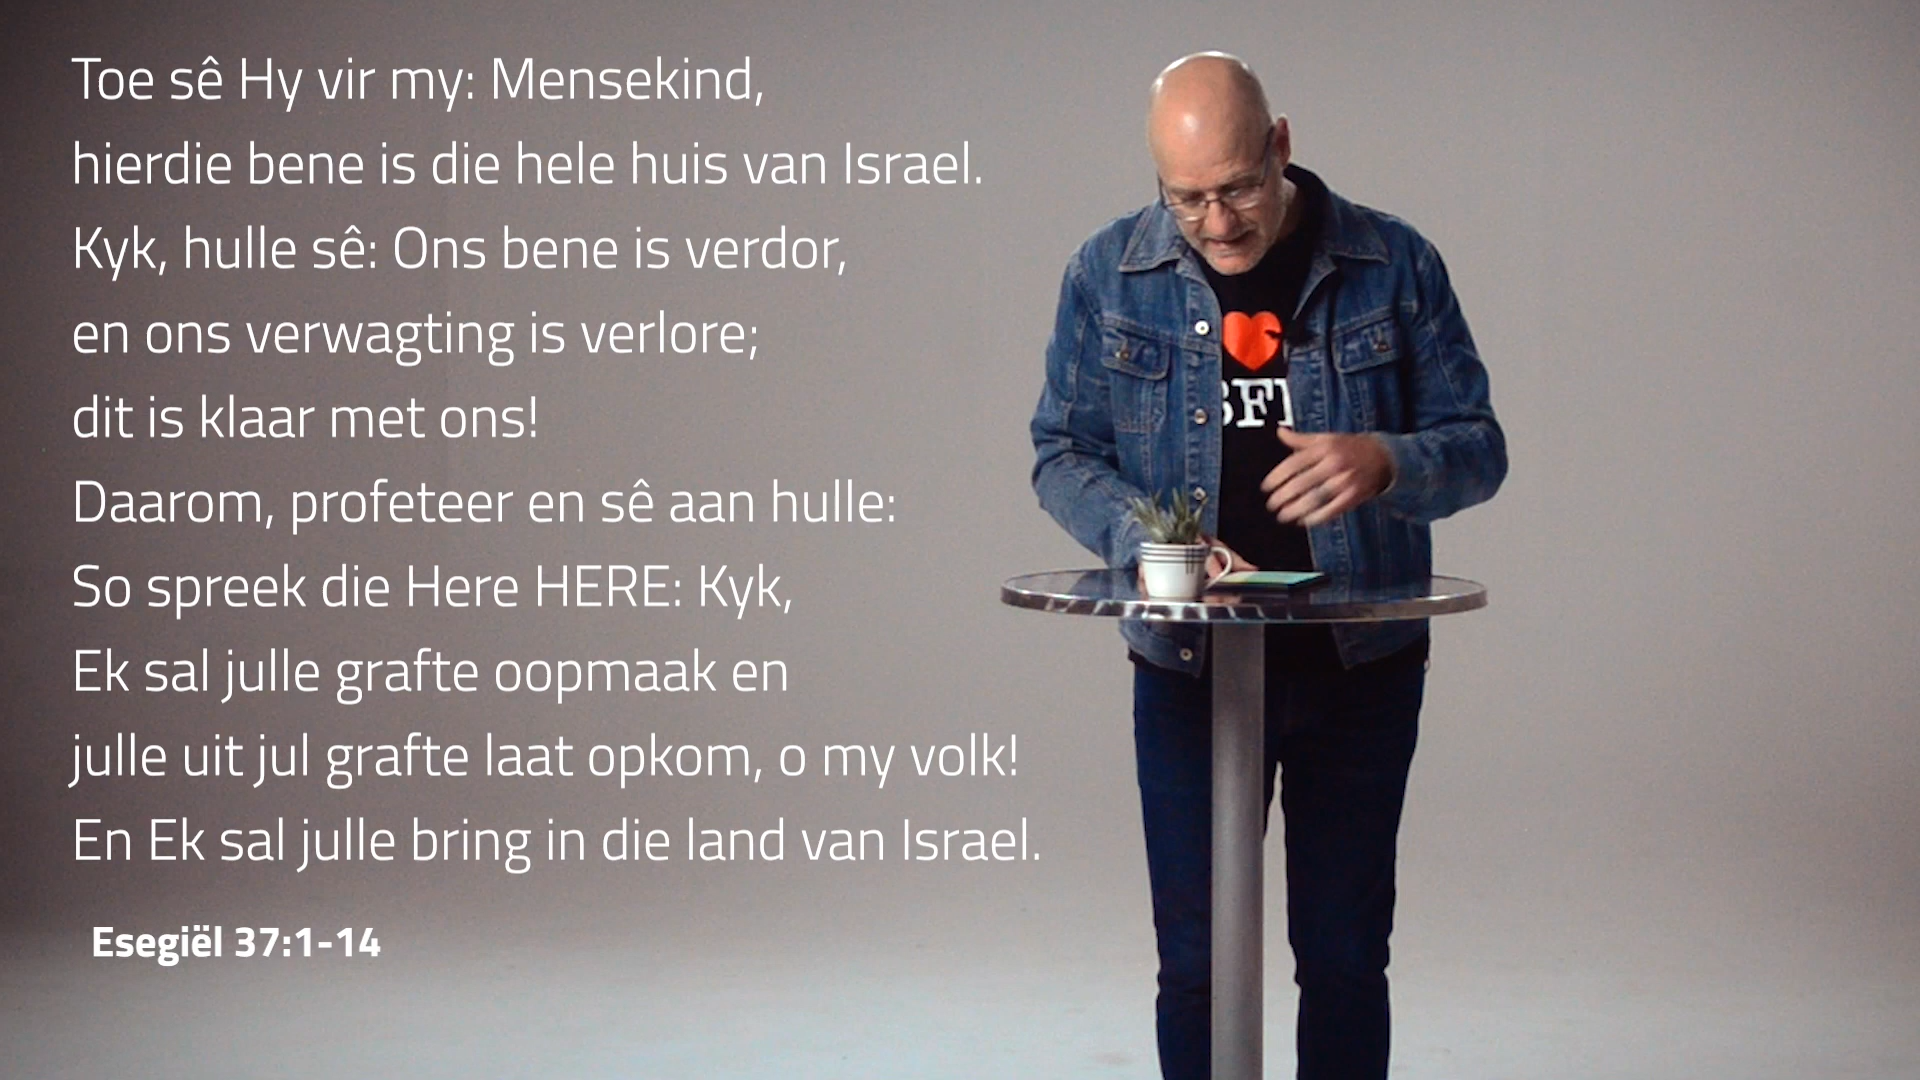 Toe sê Hy vir my: Mensekind,
hierdie bene is die hele huis van Israel.
Kyk, hulle sê: Ons bene is verdor,
en ons verwagting is verlore;
dit is klaar met ons!
Daarom, profeteer en sê aan hulle:
So spreek die Here HERE: Kyk,
Ek sal julle grafte oopmaak en
julle uit jul grafte laat opkom, o my volk!
En Ek sal julle bring in die land van Israel.
Esegiël 37:1-14